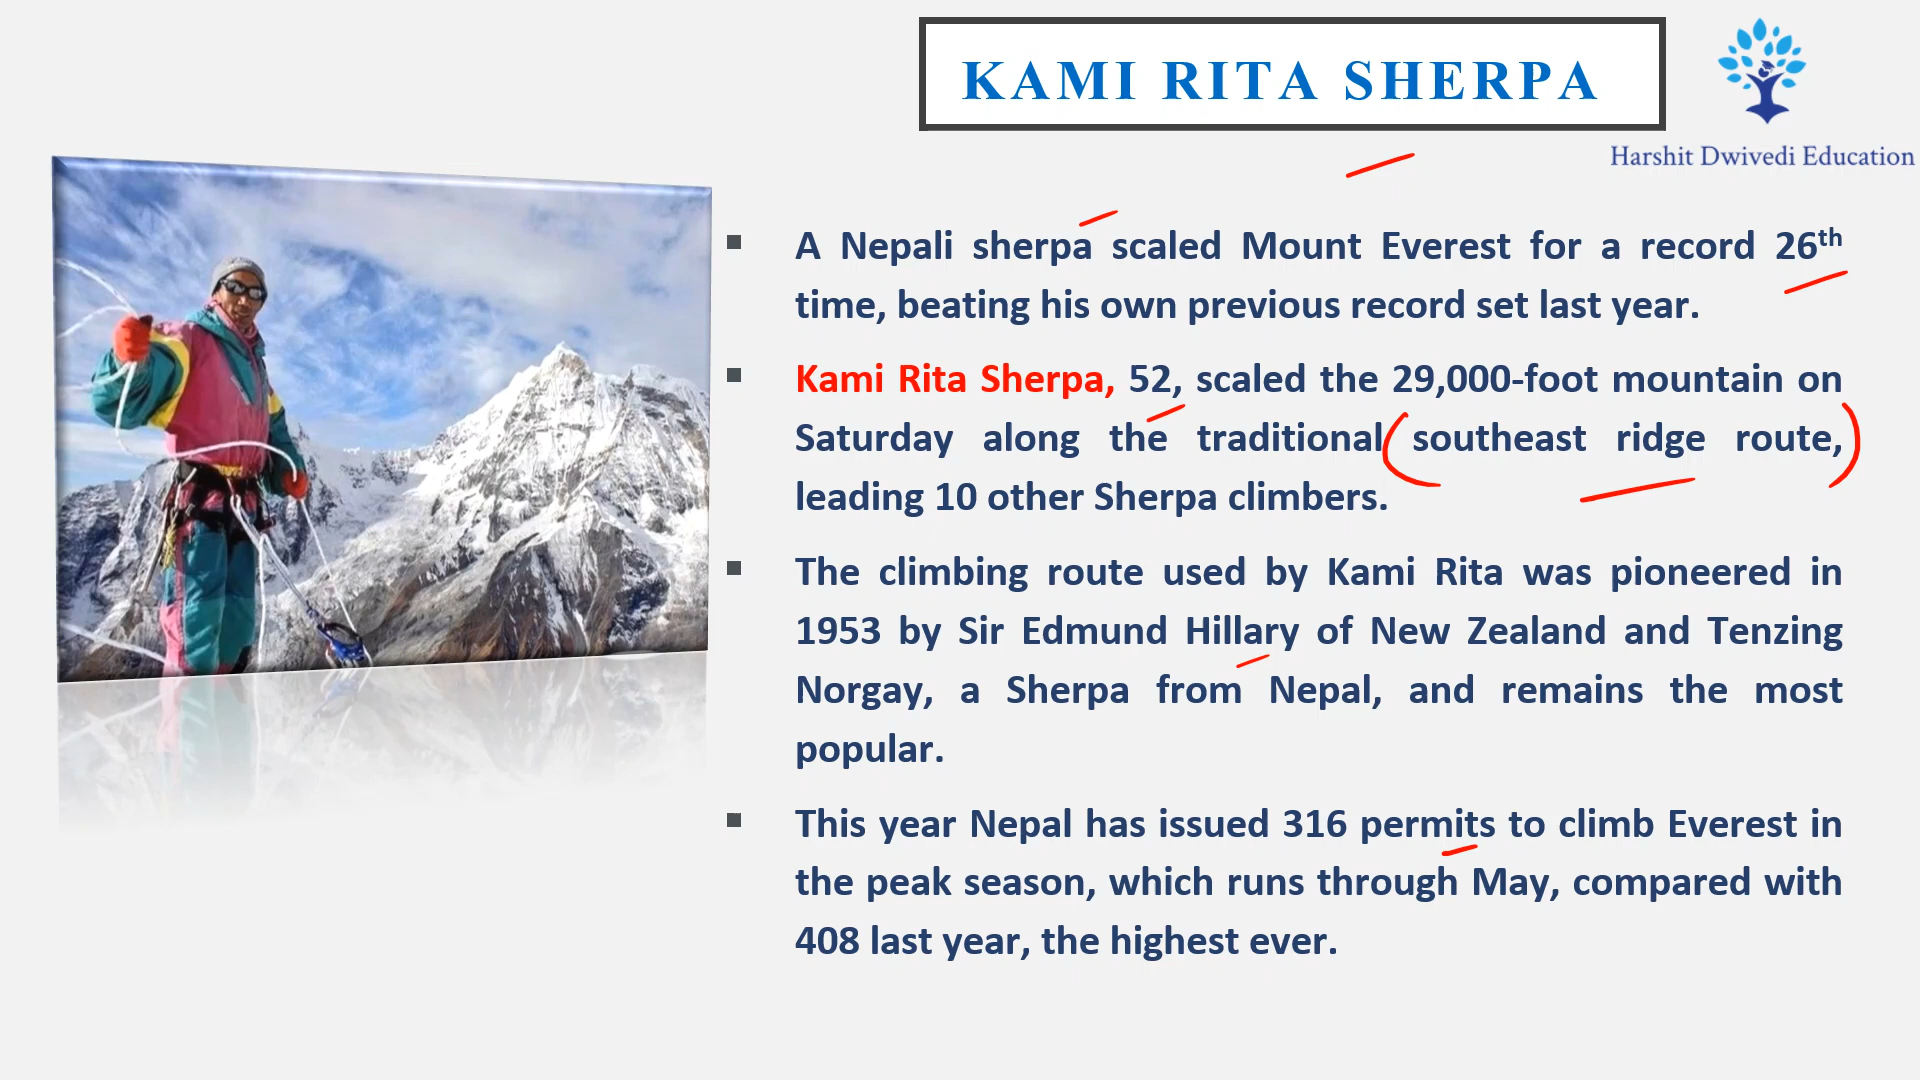 KAMI RITA SHERPA
Harshit Dwivedi Education
▪ A Nepali sherpa scaled Mount Everest for a record 26th
time, beating his own previous record set last year.
▪ Kami Rita Sherpa, 52, scaled the 29,000-foot mountain on
Saturday along the traditional southeast ridge route,
leading 10 other Sherpa climbers.
▪ The climbing route used by Kami Rita was pioneered in
1953 by Sir Edmund Hillary of New Zealand and Tenzing
Norgay, a Sherpa from Nepal, and remains the most
popular.
▪ This year Nepal has issued 316 permits to climb Everest in
the peak season, which runs through May, compared with
408 last year, the highest ever.